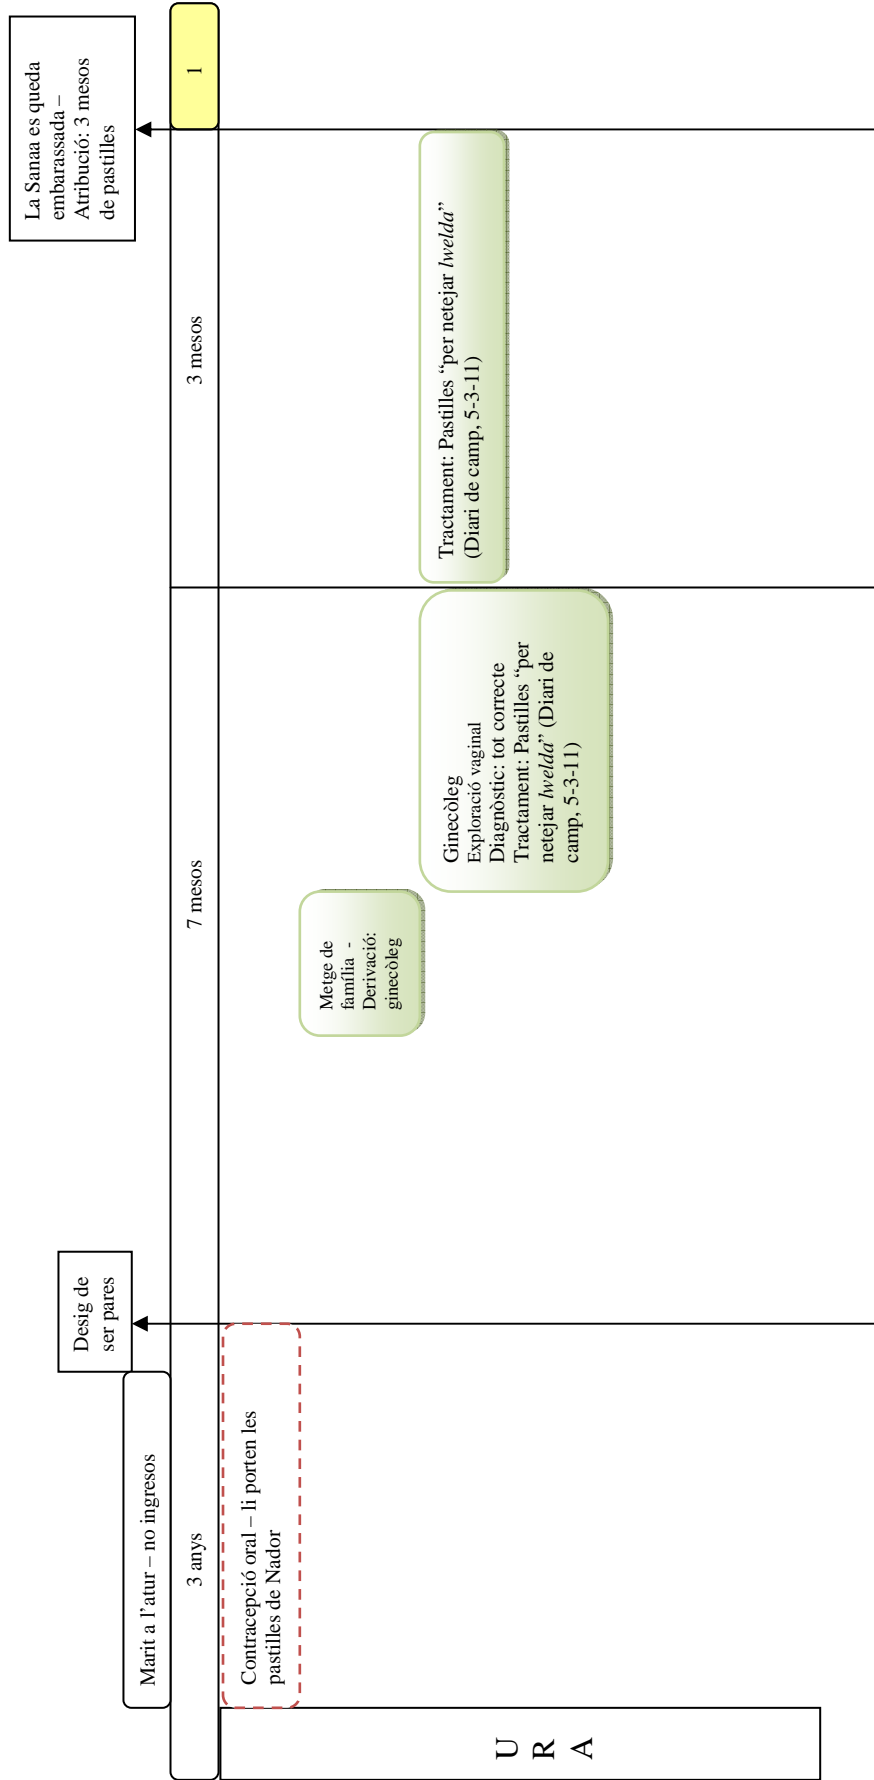 La Sanaa es queda
embarassada –
Atribució: 3 mesos
de pastilles
Desig de
ser pares
Marit a l'atur – no ingresos
3 anys
7 mesos
3 mesos
1
Contracepció oral – li porten les
pastilles de Nador
Metge de
família -
Derivació:
ginecòleg
Ginecòleg
Exploració vaginal
Diagnòstic: tot correcte
Tractament: Pastilles “per
netejar lwelda” (Diari de
camp, 5-3-11)
Tractament: Pastilles “per netejar lwelda”
(Diari de camp, 5-3-11)
U
R
A